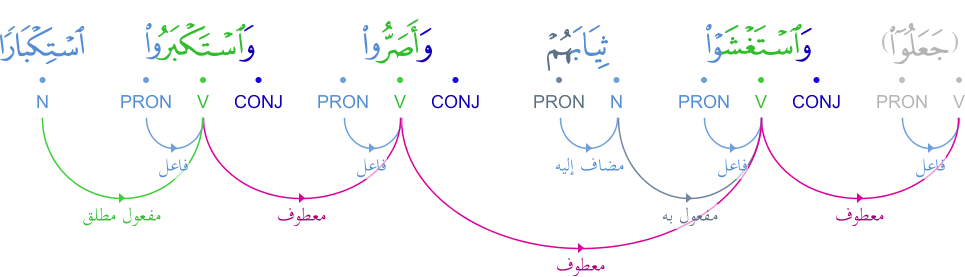 (جَعَلُوٓا۟) وَٱسْتَغْشَوْا۟ ثِيَابَهُمْ وَأَصَرُّوا۟ وَٱسْتَكْبَرُوا۟ ٱسْتِكْبَارًا
V PRON CONJ V PRON N PRON CONJ V PRON CONJ V PRON N
فاعل فاعل مضاف إليه فاعل فاعل
معطوف مفعول به معطوف مفعول مطلق
معطوف